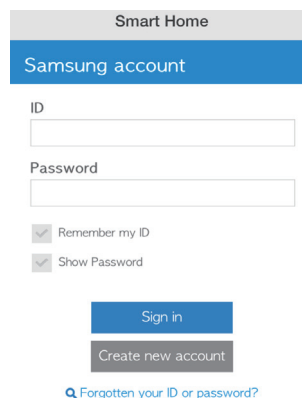 Smart Home
Samsung account
ID
Password
Remember my ID
Show Password
Sign in
Create new account
Forgotten your ID or password?